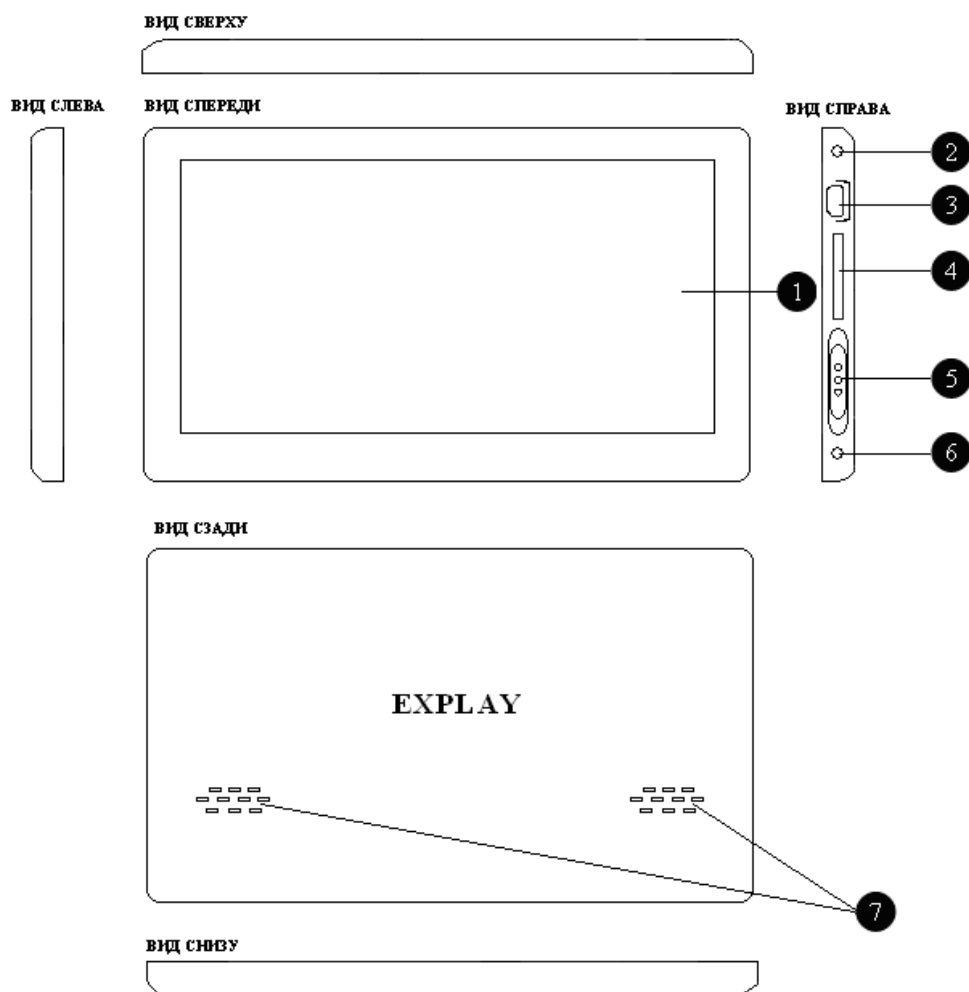 ВИД СВЕРХУ
ВИД СЛЕВА
ВИД СПЕРЕДИ
ВИД СПРАВА
2
3
4
1
5
6
ВИД СЗАДИ
EXPLAY
7
ВИД СНИЗУ